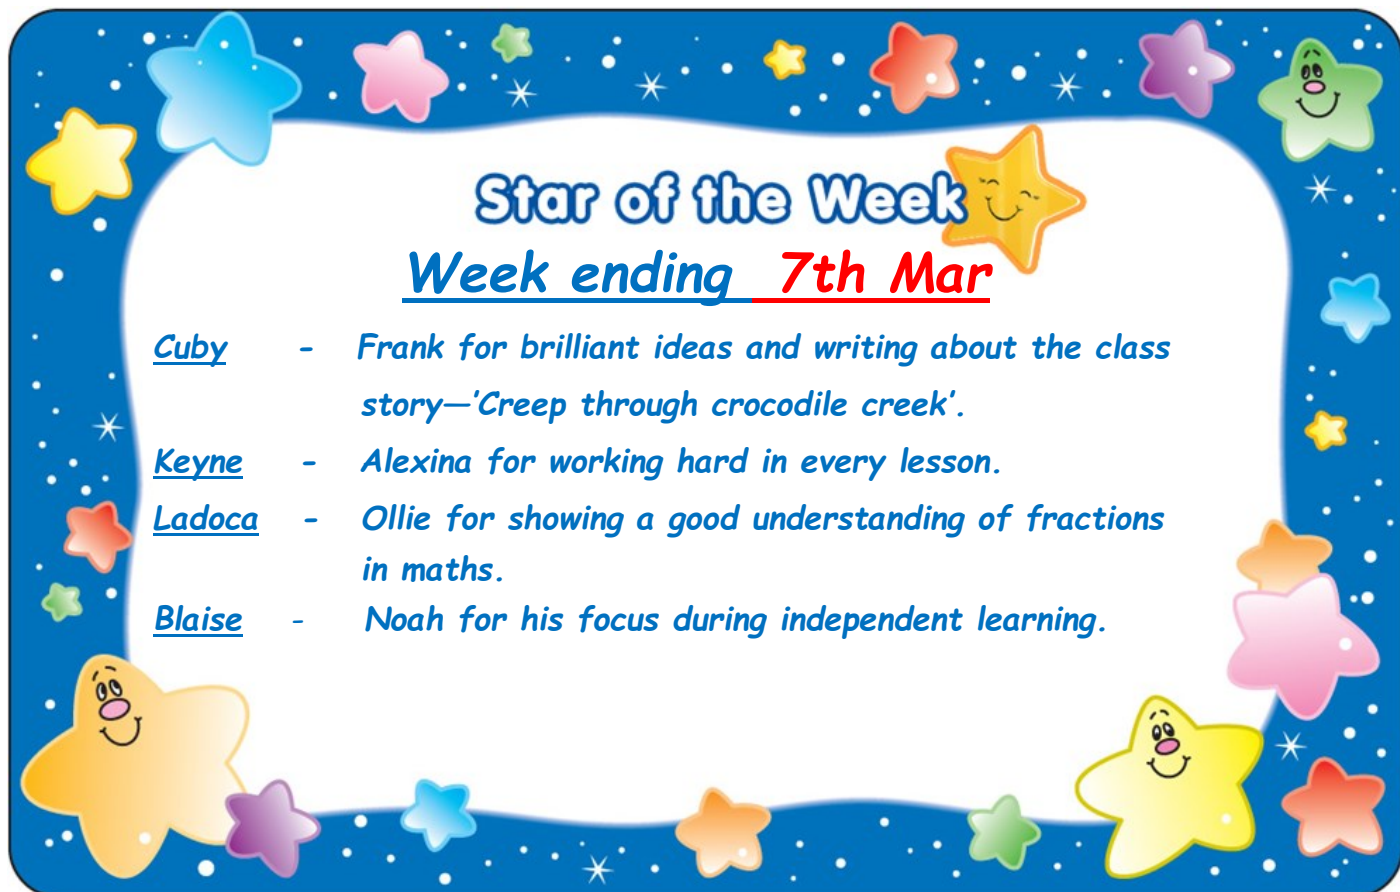 Star of the Week
Week ending 7th Mar
Cuby - Frank for brilliant ideas and writing about the class
story—'Creep through crocodile creek'.
Keyne - Alexina for working hard in every lesson.
Ladoca - Ollie for showing a good understanding of fractions
in maths.
Blaise - Noah for his focus during independent learning.